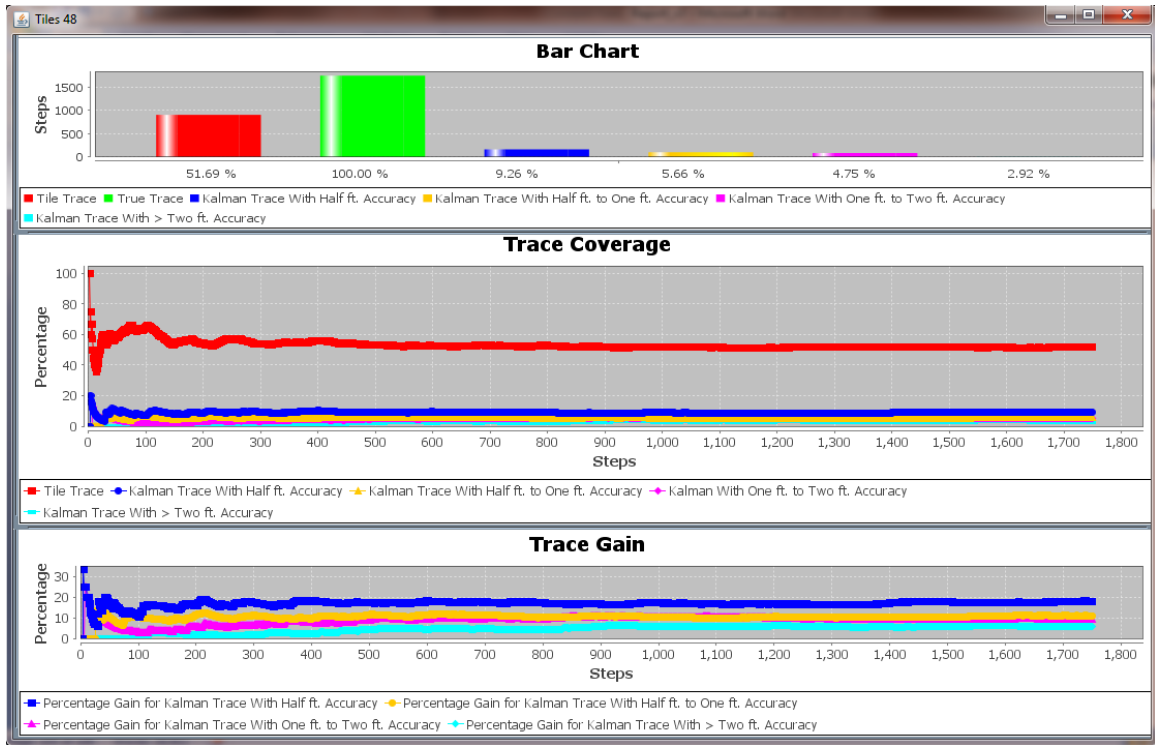 Tiles 48
Bar Chart
Steps
1500
1000
500
0
51.69 % 100.00 % 9.26 % 5.66 % 4.75 % 2.92 %
Tile Trace True Trace Kalman Trace With Half ft. Accuracy Kalman Trace With Half ft. to One ft. Accuracy Kalman Trace With One ft. to Two ft. Accuracy
Kalman Trace With > Two ft. Accuracy
Trace Coverage
Percentage
100
80
60
40
20
0
0 100 200 300 400 500 600 700 800 900 1,000 1,100 1,200 1,300 1,400 1,500 1,600 1,700 1,800
Steps
Tile Trace Kalman Trace With Half ft. Accuracy Kalman Trace With Half ft. to One ft. Accuracy Kalman With One ft. to Two ft. Accuracy
Kalman Trace With > Two ft. Accuracy
Trace Gain
Percentage
30
20
10
0
0 100 200 300 400 500 600 700 800 900 1,000 1,100 1,200 1,300 1,400 1,500 1,600 1,700 1,800
Steps
Percentage Gain for Kalman Trace With Half ft. Accuracy Percentage Gain for Kalman Trace With Half ft. to One ft. Accuracy
Percentage Gain for Kalman Trace With One ft. to Two ft. Accuracy Percentage Gain for Kalman Trace With > Two ft. Accuracy